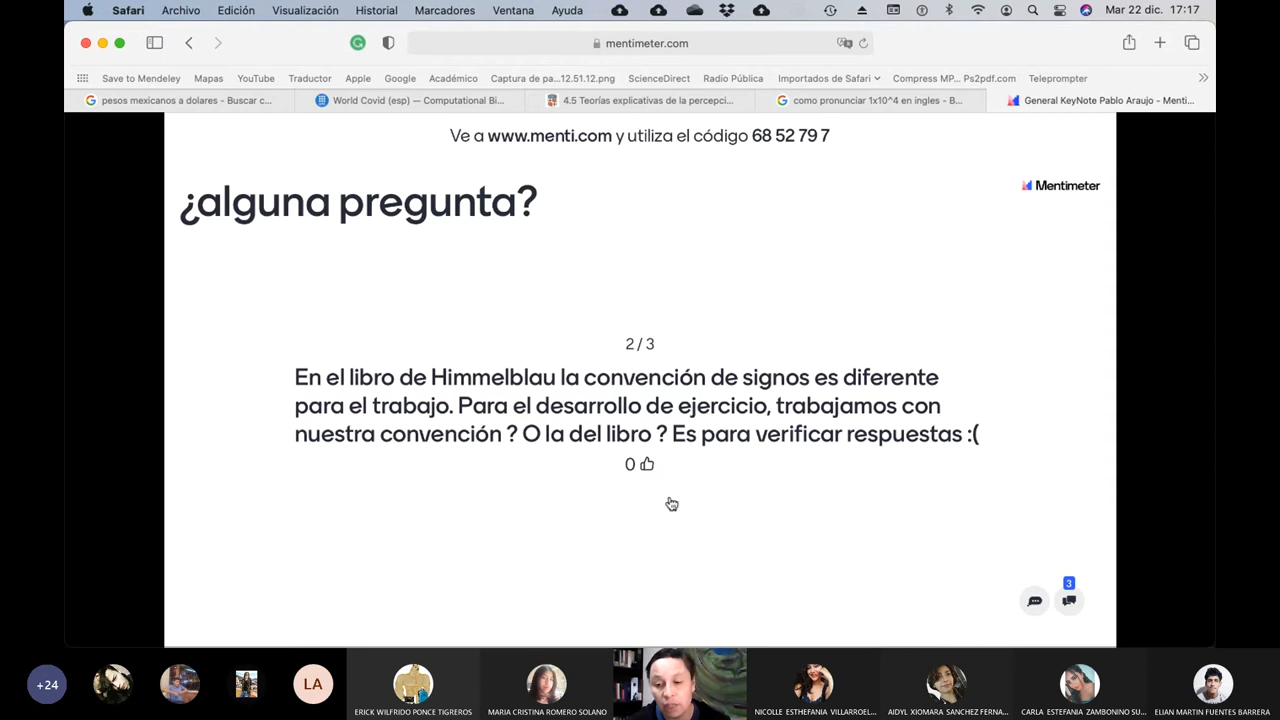 Safari Archivo Edición Visualización Historial Marcadores Ventana Ayuda Mar 22 dic. 17:17
mentimeter.com
Save to Mendeley Mapas YouTube Traductor Apple Google Académico Captura de pa...12.51.12.png ScienceDirect Radio Pública Importados de Safari Compress MP... Ps2pdf.com Teleprompter
pesos mexicanos a dolares - Buscar c... World Covid (esp) — Computational Bi... 4.5 Teorías explicativas de la percepci... como pronunciar 1x10^4 en ingles - B... General KeyNote Pablo Araujo - Menti...
Ve a www.menti.com y utiliza el código 68 52 79 7
Mentimeter
¿alguna pregunta?
2 / 3
En el libro de Himmelblau la convención de signos es diferente
para el trabajo. Para el desarrollo de ejercicio, trabajamos con
nuestra convención ? O la del libro ? Es para verificar respuestas :(
0
3
+24
LA
ERICK WILFRIDO PONCE TIGREROS
MARIA CRISTINA ROMERO SOLANO
NICOLLE ESTHEFANIA VILLARROEL...
AIDYL XIOMARA SANCHEZ FERNA...
CARLA ESTEFANIA ZAMBONINO SU...
ELIAN MARTIN FUENTES BARRERA